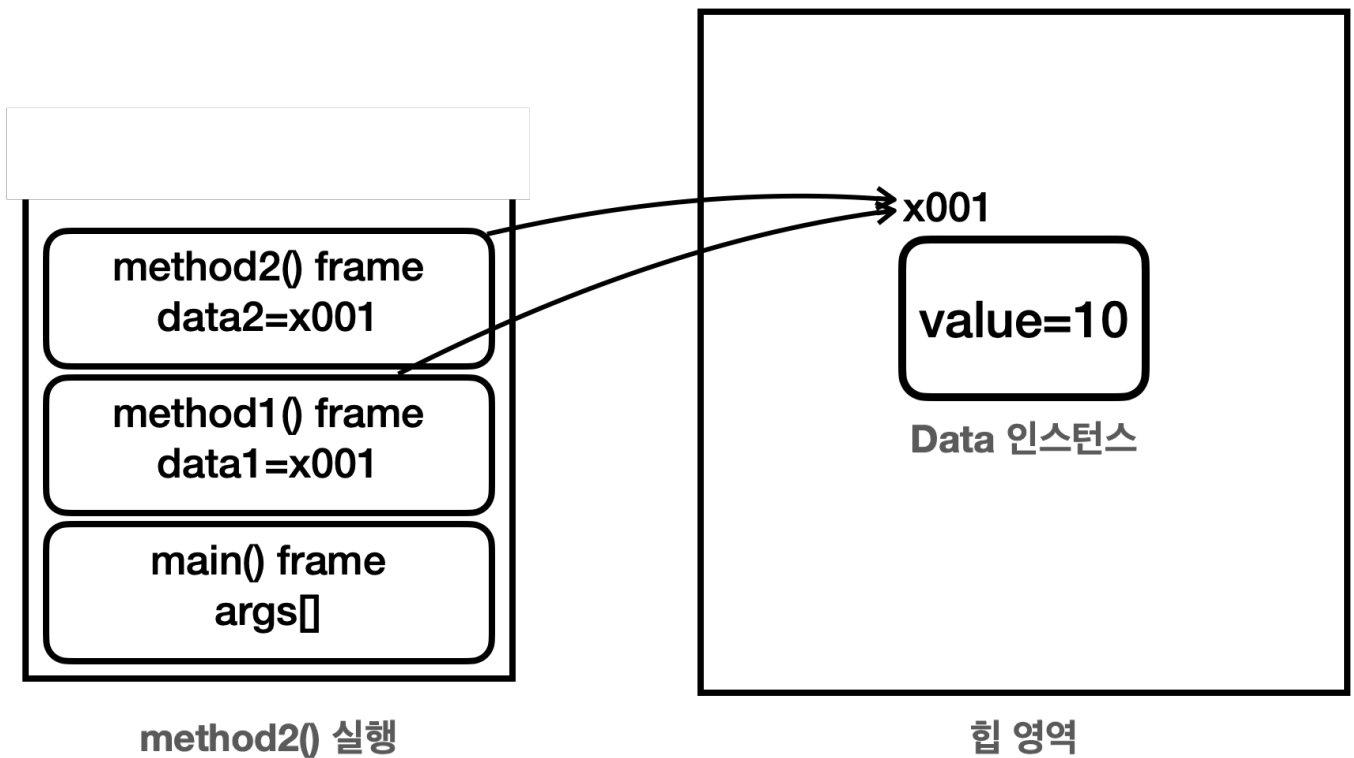 method2() frame
data2=x001
method1() frame
data1=x001
main() frame
args[]
method2() 실행
x001
value=10
Data 인스턴스
힙 영역